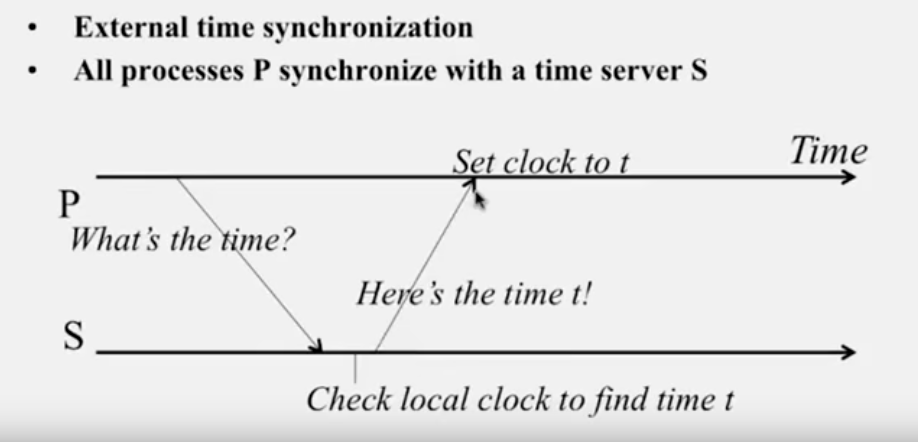 • External time synchronization
• All processes P synchronize with a time server S
Set clock to t
Time
P
What's the time?
Here's the time t!
S
Check local clock to find time t